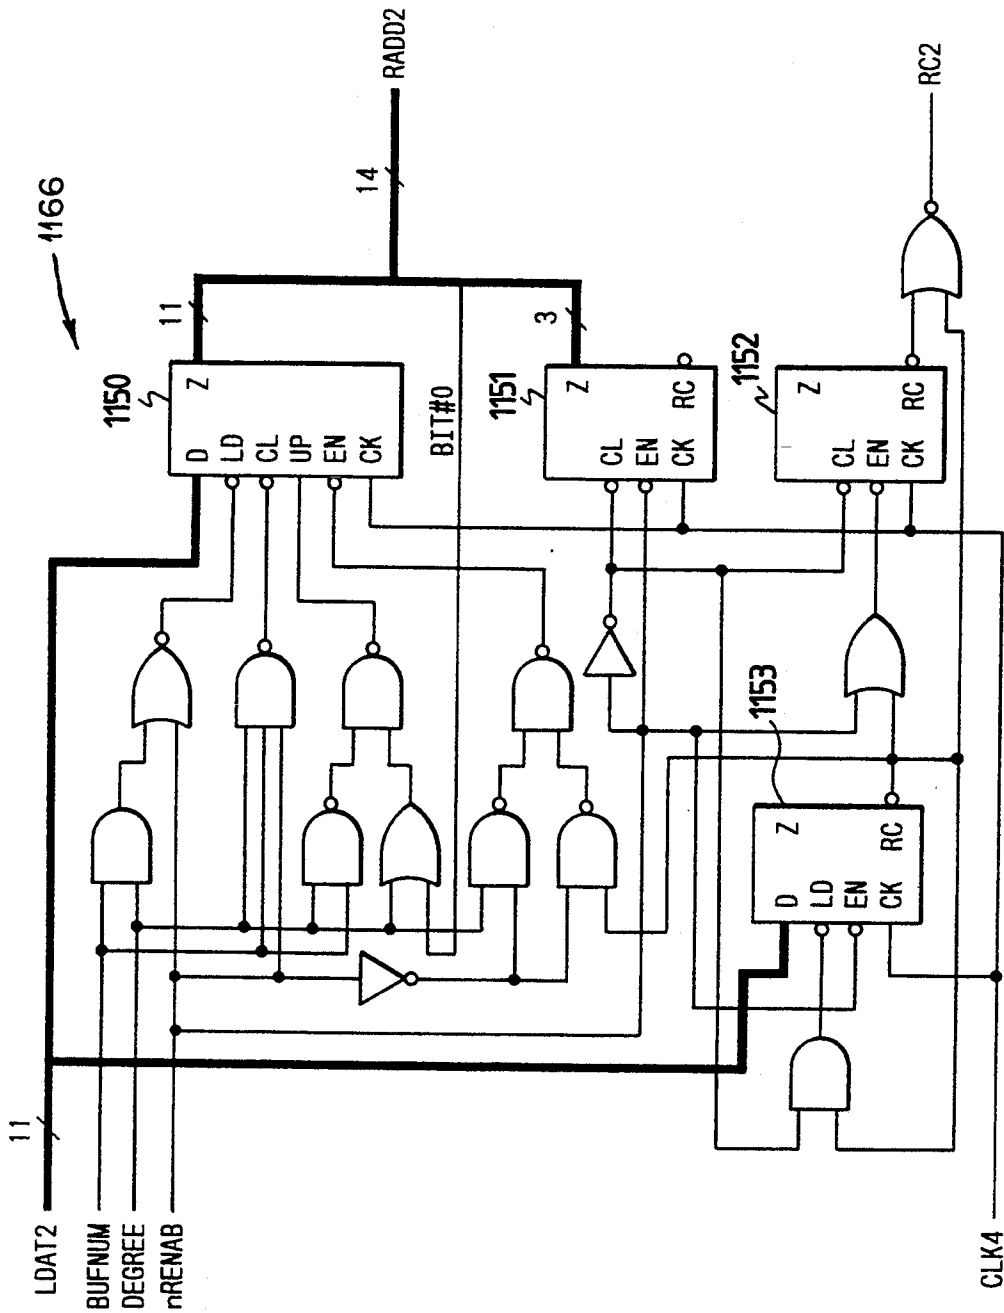 1166
LDAT2
11
BUFNUM
DEGREE
nRENAB
CLK4
1150
D
LD
CL
UP
EN
CK
Z
11
14
RADD2
BIT#0
1151
CL
EN
CK
Z
RC
3
1152
CL
EN
CK
Z
RC
RC2
1153
D
LD
EN
CK
Z
RC